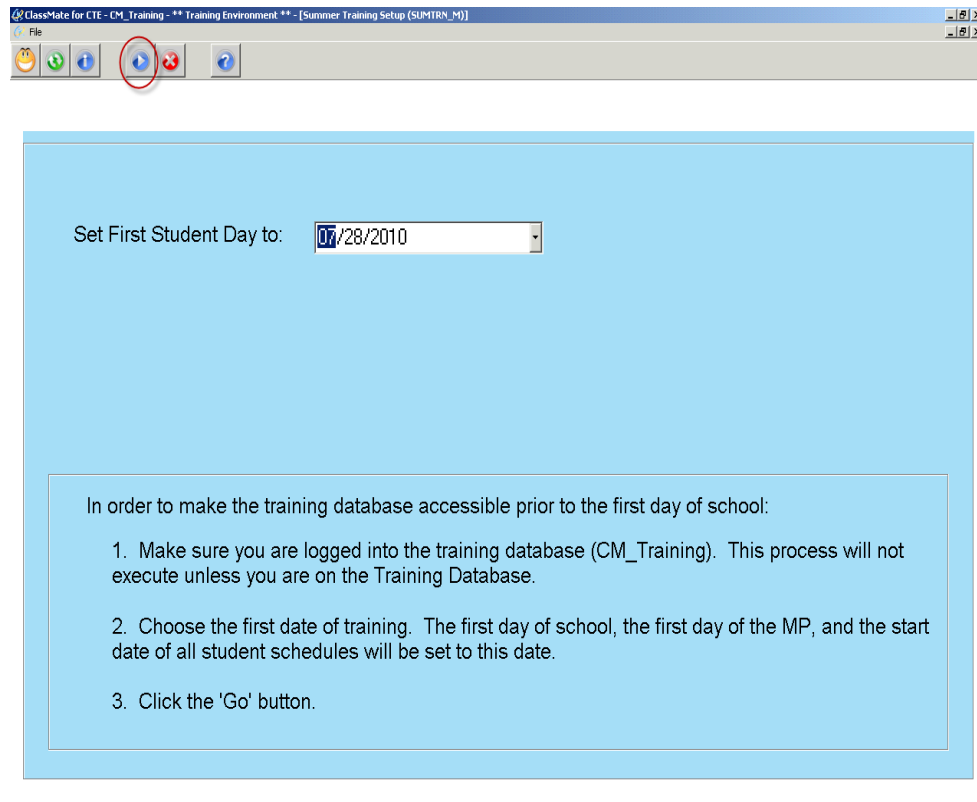 ClassMate for CTE - CM_Training - ** Training Environment ** - [Summer Training Setup (SUMTRN_M)]
File
Set First Student Day to: 07/28/2010
In order to make the training database accessible prior to the first day of school:
1. Make sure you are logged into the training database (CM_Training). This process will not
execute unless you are on the Training Database.
2. Choose the first date of training. The first day of school, the first day of the MP, and the start
date of all student schedules will be set to this date.
3. Click the 'Go' button.